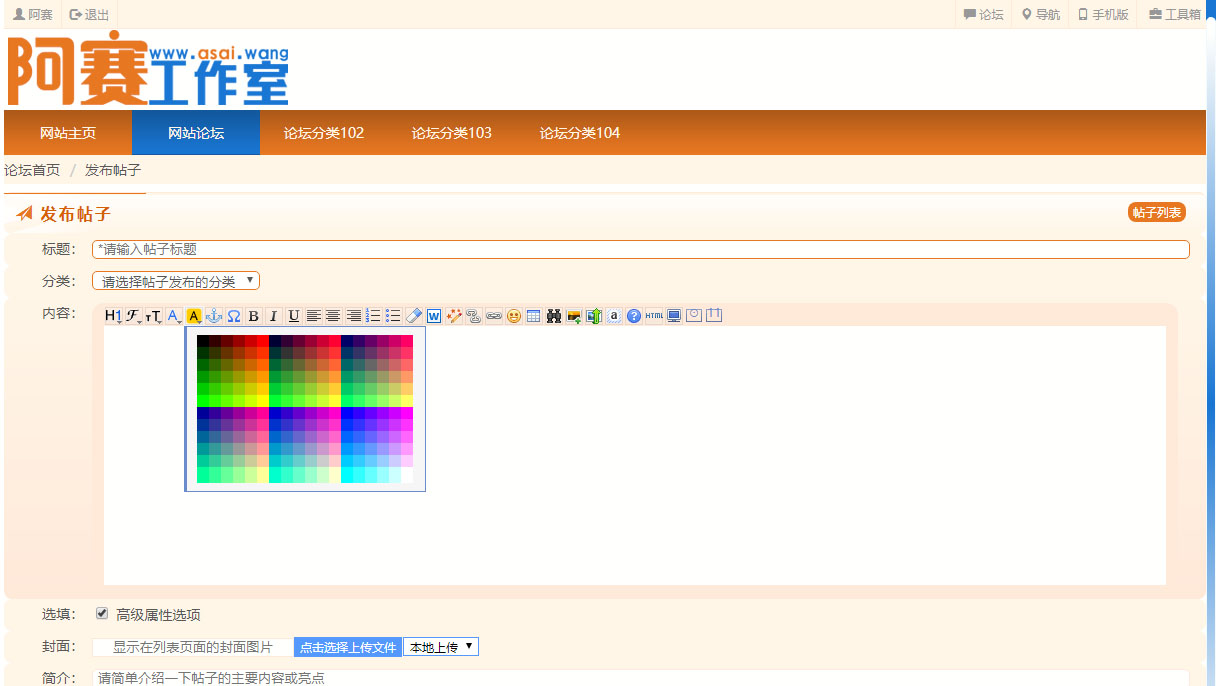 阿赛 退出 论坛 导航 手机版 工具箱
阿赛工作室 www.asai.wang
网站主页 网站论坛 论坛分类102 论坛分类103 论坛分类104
论坛首页 / 发布帖子
发布帖子 帖子列表
标题: *请输入帖子标题
分类: 请选择帖子发布的分类
内容: H1 F TT A A Ω B I U W a ? HTML
选填: 高级属性选项
封面: 显示在列表页面的封面图片 点击选择上传文件 本地上传
简介: 请简单介绍一下帖子的主要内容或亮点